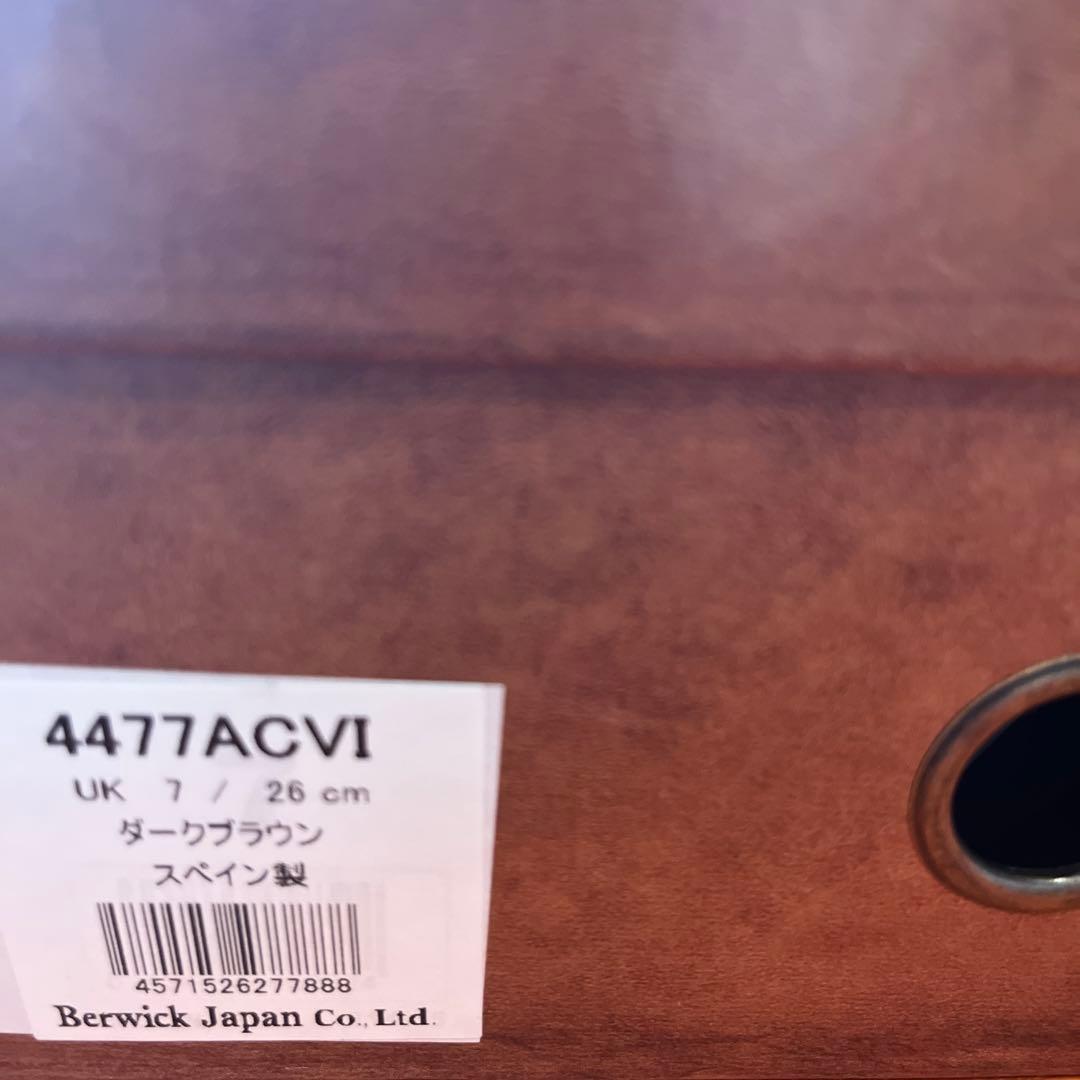 4477ACVI
UK 7 / 26 cm
ダークブラウン
スペイン製
4571526277888
Berwick Japan Co., Ltd.